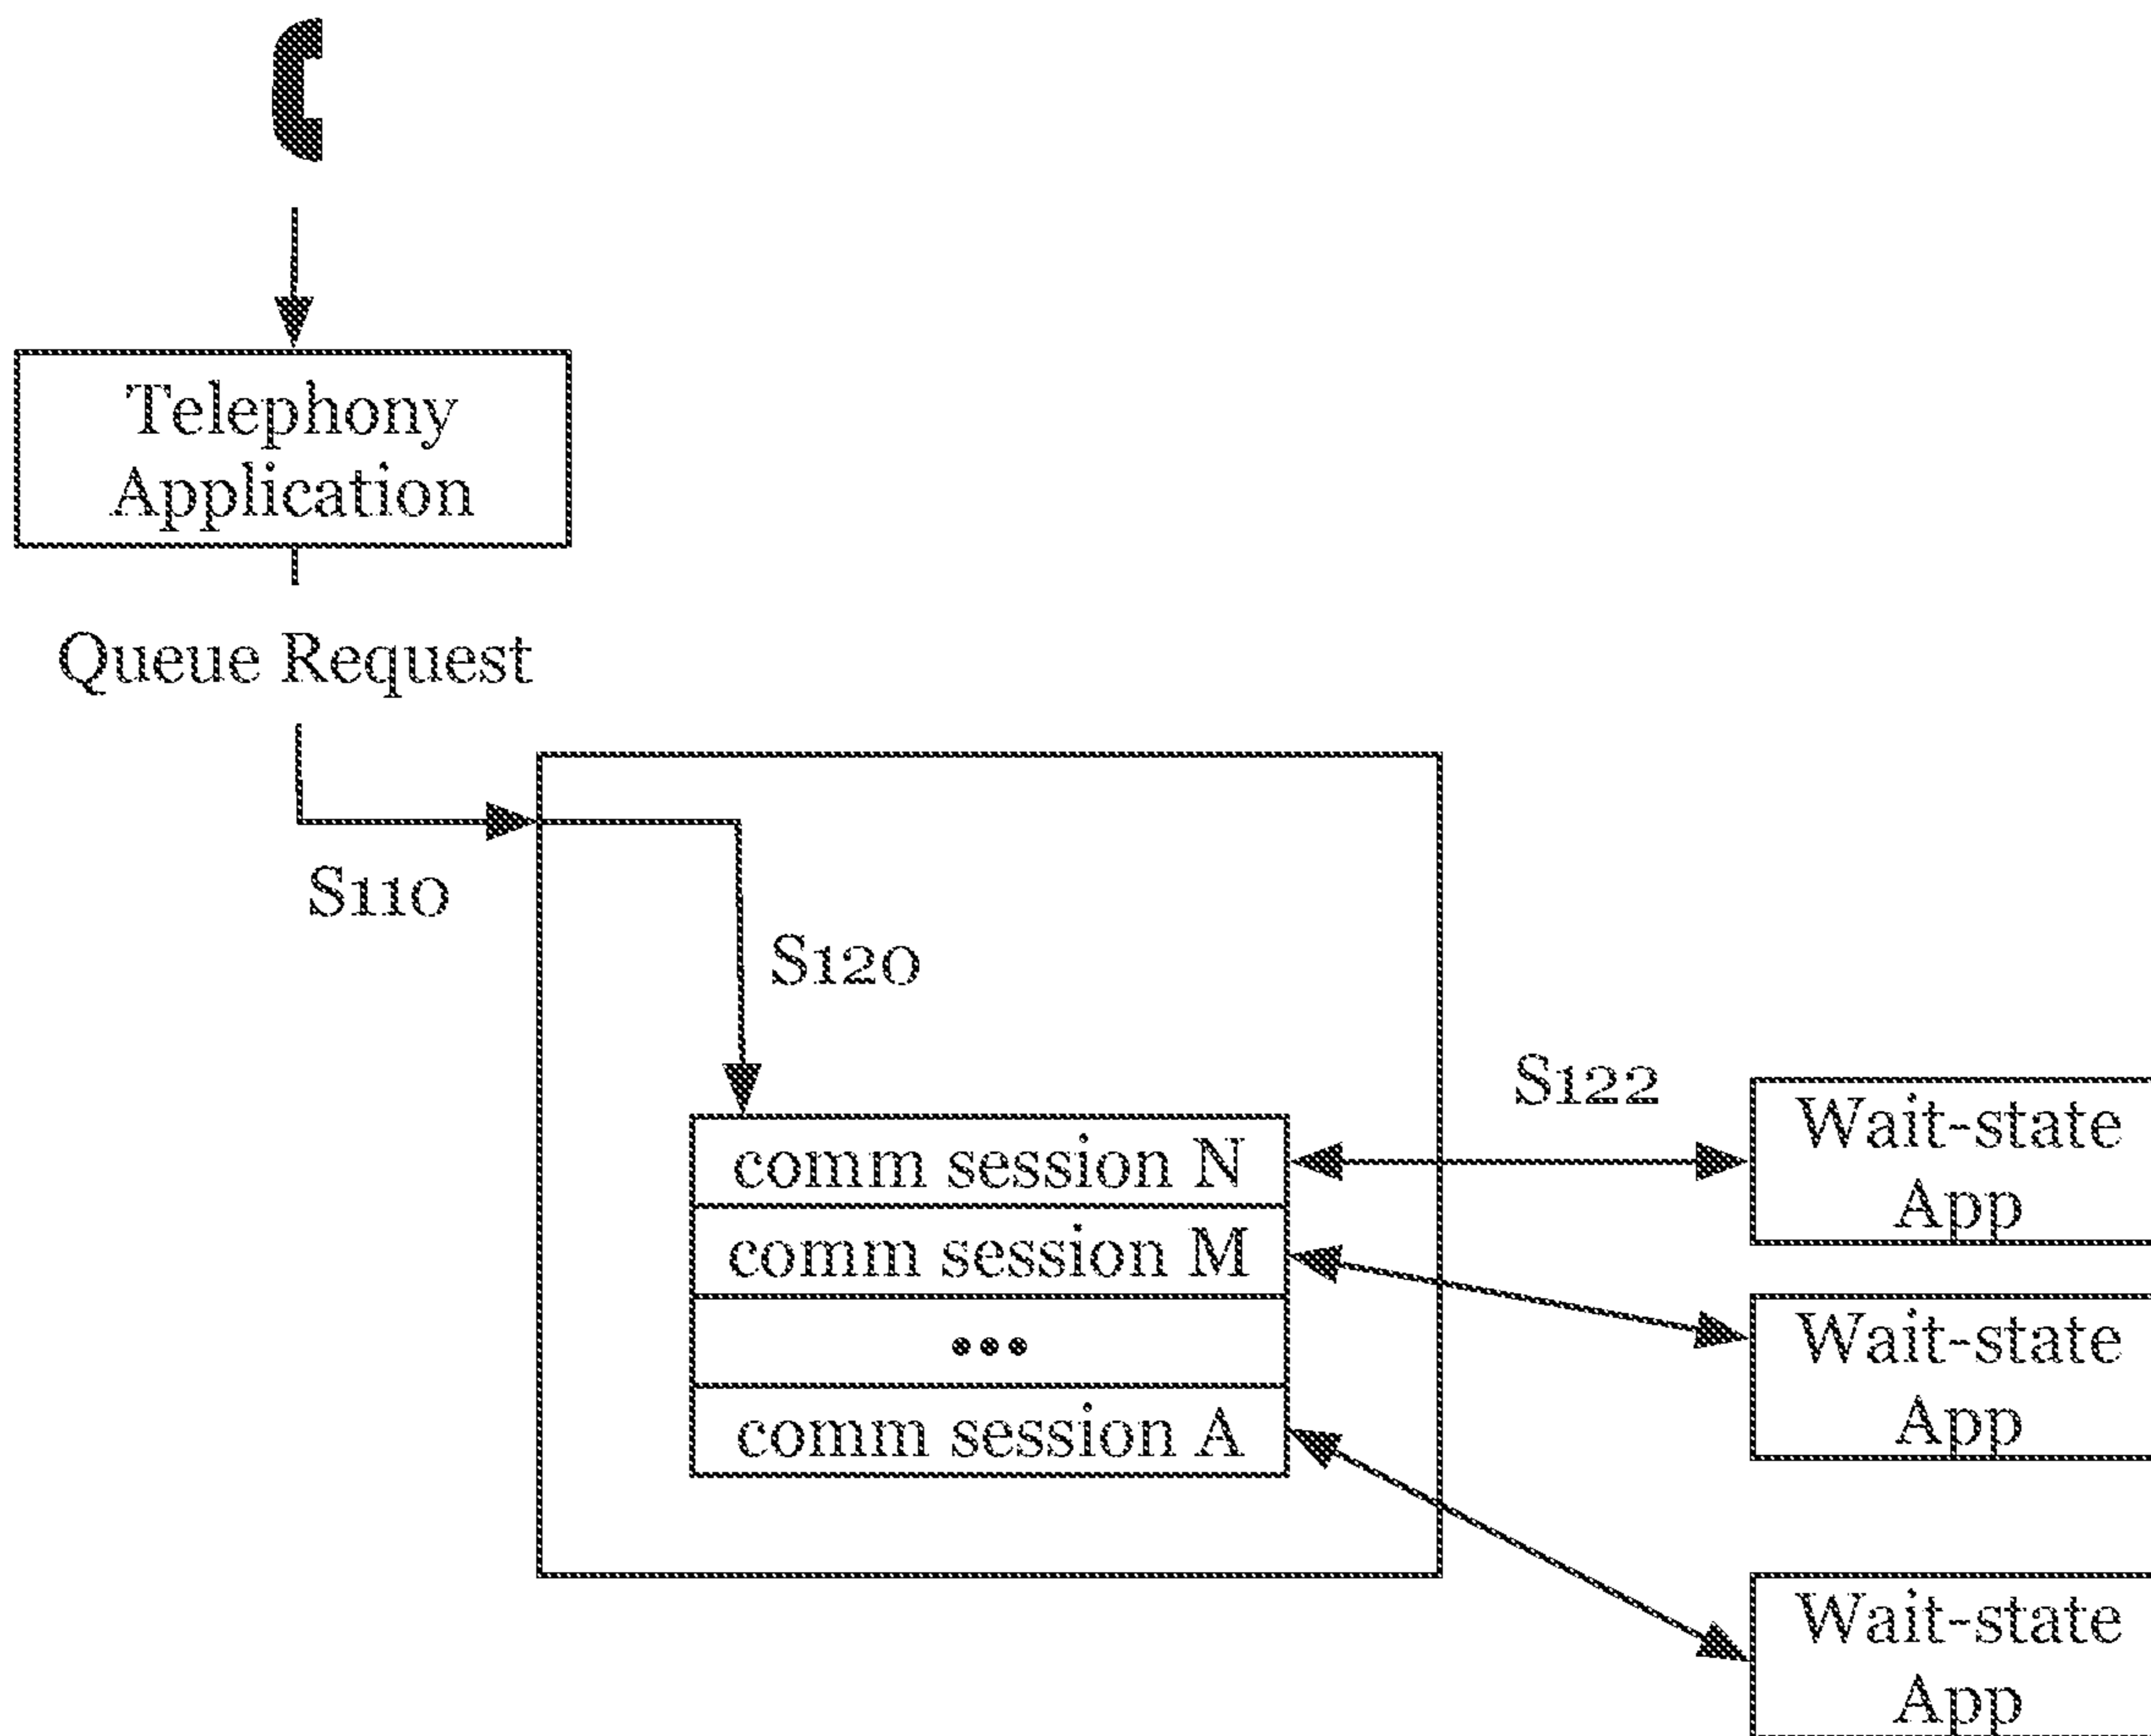 Telephony
Application
Queue Request
S110
S120
S122
comm session N
comm session M
...
comm session A
Wait-state
App
Wait-state
App
Wait-state
App